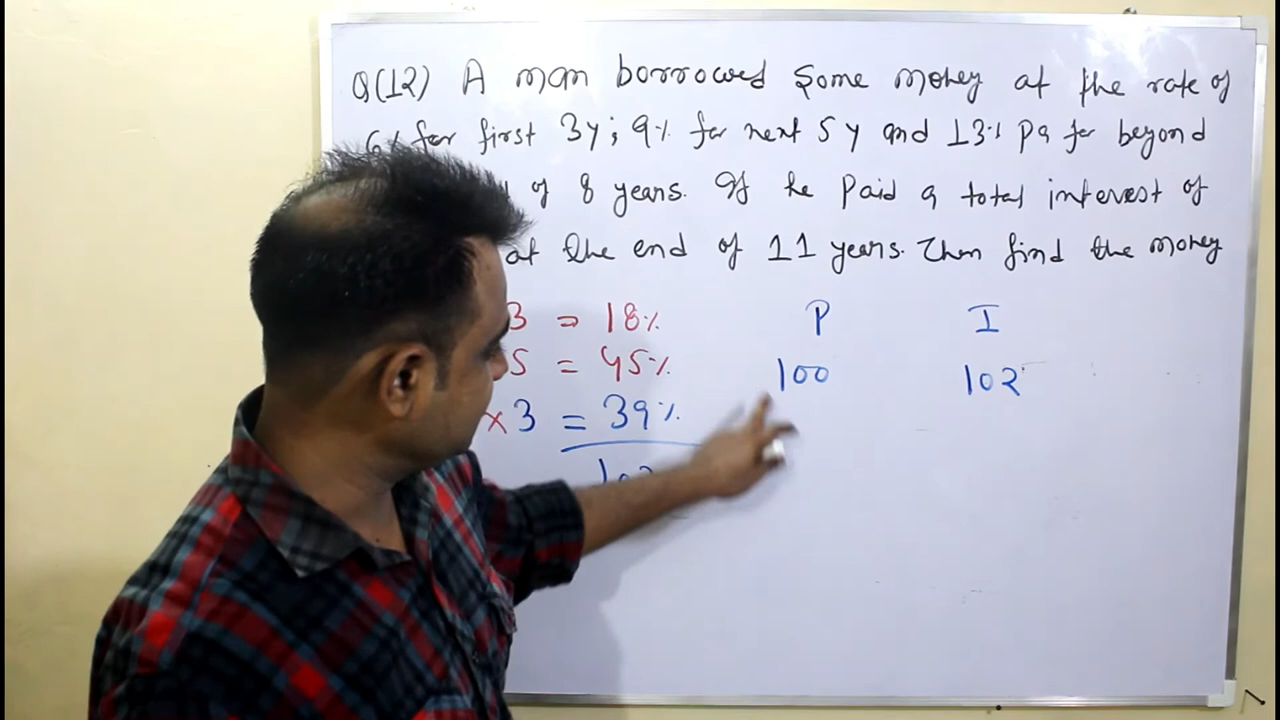 Q(12) A man borrowed some money at the rate of
6% for first 3y; 9% for next 5y and 13% pa for beyond
of 8 years. If he Paid a total interest of
at the end of 11 years. Then find the money
3 = 18% P I
5 = 45% 100 102
×3 = 39%
102